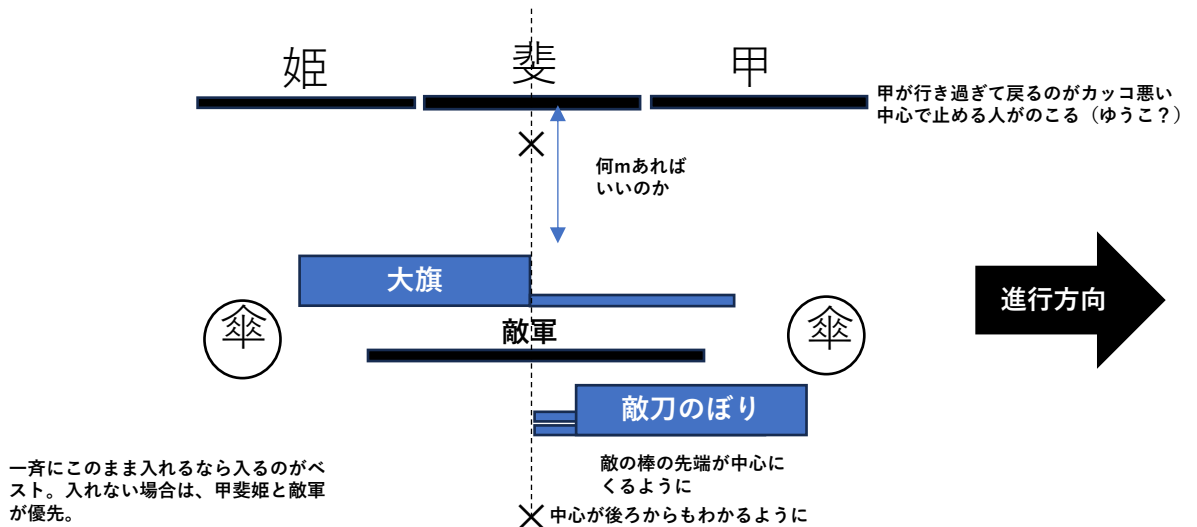 姫 斐 甲
甲が行き過ぎて戻るのがカッコ悪い
中心で止める人がのこる（ゆうこ？）
何mあれば
いいのか
大旗
進行方向
傘 傘
敵軍
敵刀のぼり
一斉にこのまま入れるなら入るのがベ
スト。入れない場合は、甲斐姫と敵軍
が優先。
敵の棒の先端が中心に
くるように
中心が後ろからもわかるように